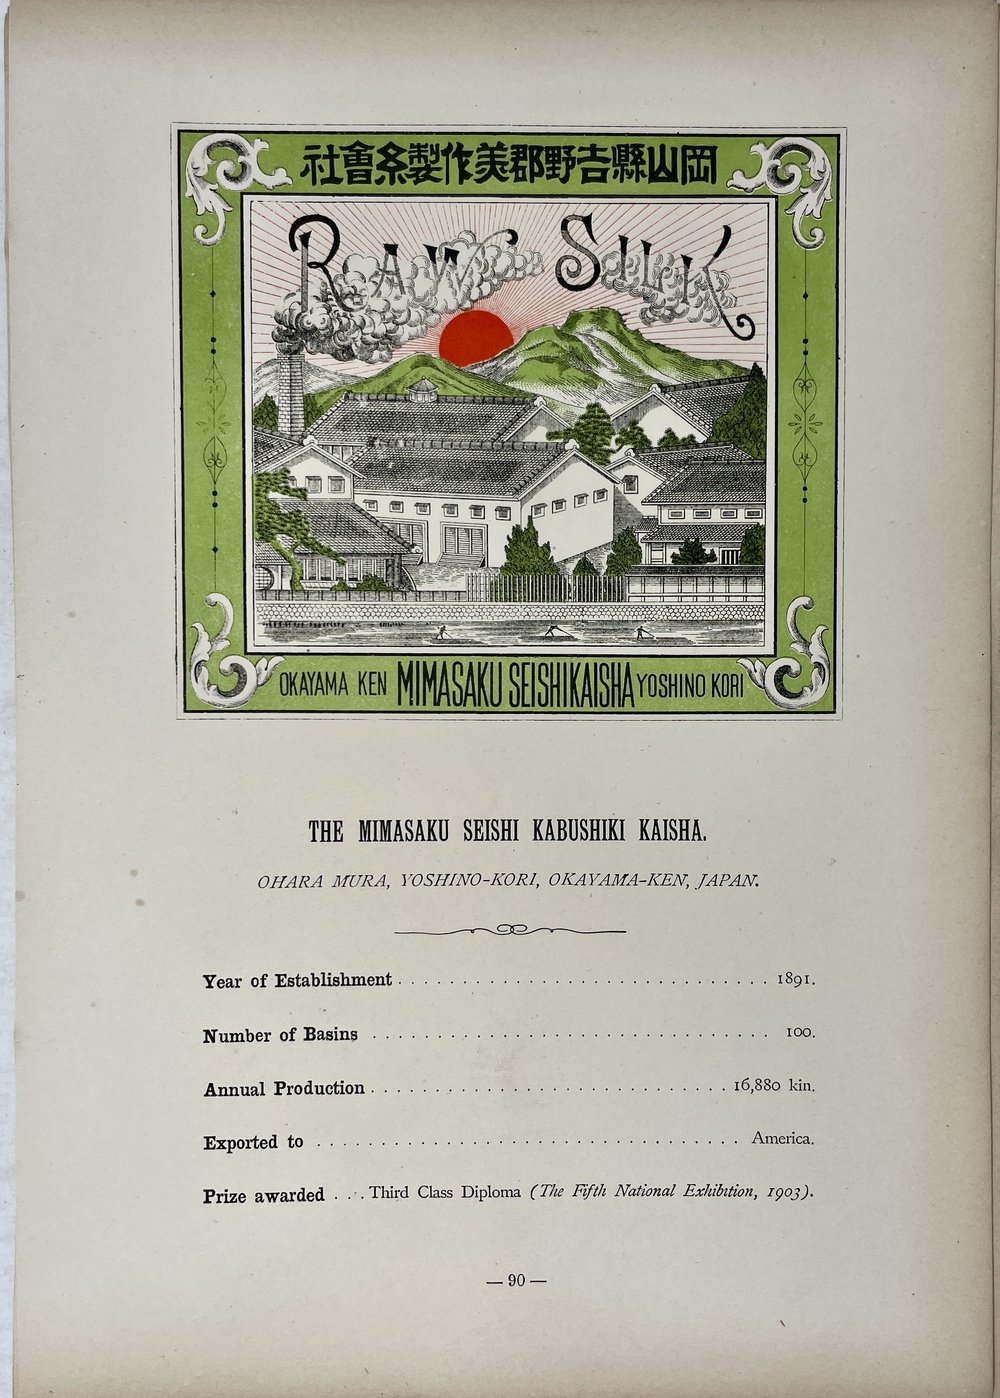 岡山縣吉野郡美作製糸會社
RAW SILK
OKAYAMA KEN MIMASAKU SEISHIKAISHA YOSHINO KORI
THE MIMASAKU SEISHI KABUSHIKI KAISHA.
OHARA MURA, YOSHINO-KORI, OKAYAMA-KEN, JAPAN.
Year of Establishment . . . . . . . . . . . . . . . . . . . . . . . . . . . . . 1891.
Number of Basins . . . . . . . . . . . . . . . . . . . . . . . . . . . . . . . 100.
Annual Production . . . . . . . . . . . . . . . . . . . . . . . . . . . . 16,880 kin.
Exported to . . . . . . . . . . . . . . . . . . . . . . . . . . . . . . . . . America.
Prize awarded . . . Third Class Diploma (The Fifth National Exhibition, 1903).
— 90 —